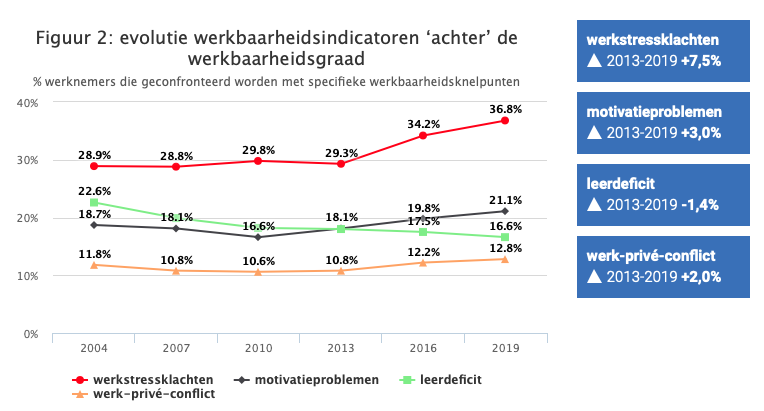 Figuur 2: evolutie werkbaarheidsindicatoren ‘achter’ de
werkbaarheidsgraad
% werknemers die geconfronteerd worden met specifieke werkbaarheidsknelpunten
40%
30%
20%
10%
0%
36.8%
34.2%
28.9%
28.8%
29.8%
29.3%
22.6%
18.7%
18.1%
16.6%
18.1%
19.8%
17.5%
21.1%
16.6%
11.8%
10.8%
10.6%
10.8%
12.2%
12.8%
2004
2007
2010
2013
2016
2019
werkstressklachten
motivatieproblemen
leerdeficit
werk-privé-conflict
werkstressklachten
▲ 2013-2019 +7,5%
motivatieproblemen
▲ 2013-2019 +3,0%
leerdeficit
▲ 2013-2019 -1,4%
werk-privé-conflict
▲ 2013-2019 +2,0%